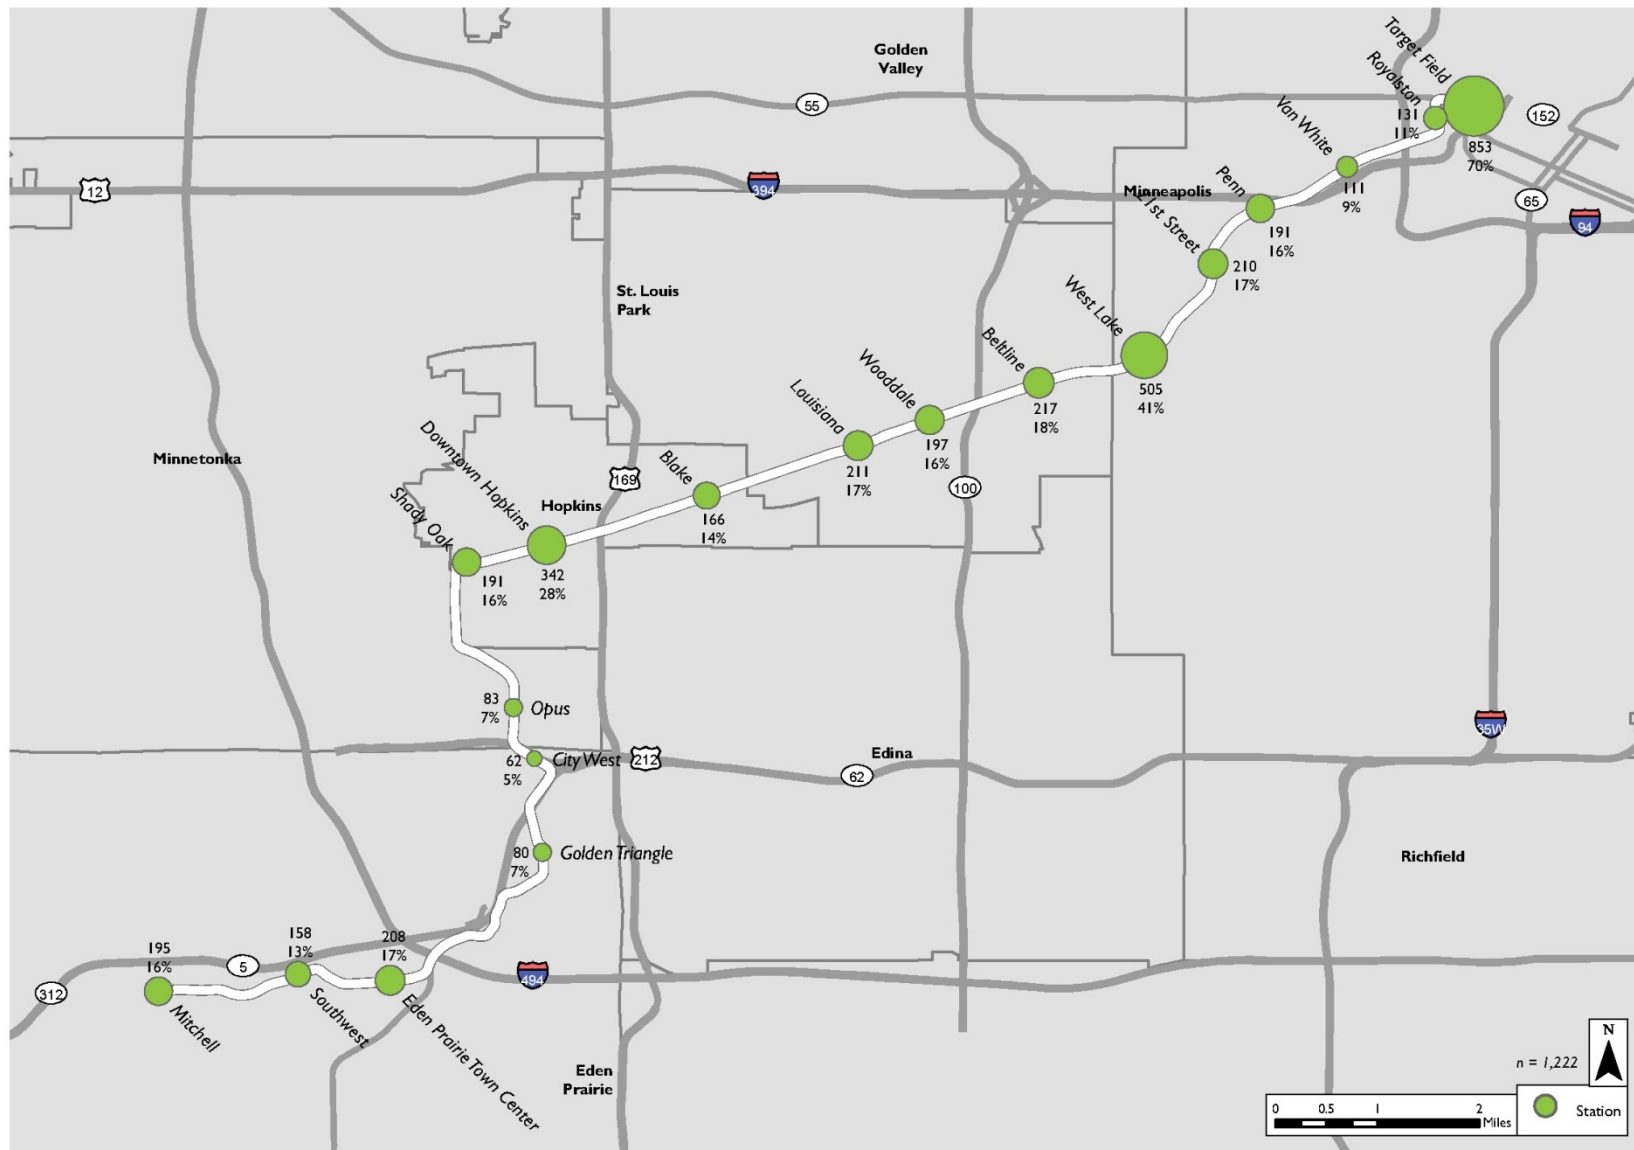 Golden
Valley
Target Field
Royalston
131
11%
853
70%
55
152
Van White
111
9%
12
394
Minneapolis
Penn
191
16%
65
94
21st Street
210
17%
St. Louis
Park
West Lake
505
41%
Beltline
217
18%
Wooddale
197
16%
Louisiana
211
17%
100
Minnetonka
Downtown Hopkins
342
28%
Hopkins
Blake
166
14%
169
Shady Oak
191
16%
83
7%
Opus
62
5%
City West
212
Edina
62
35W
80
7%
Golden Triangle
Richfield
195
16%
Mitchell
5
158
13%
Southwest
208
17%
Eden Prairie Town Center
494
312
Eden
Prairie
n = 1,222
N
0 0.5 1 2
Miles
Station